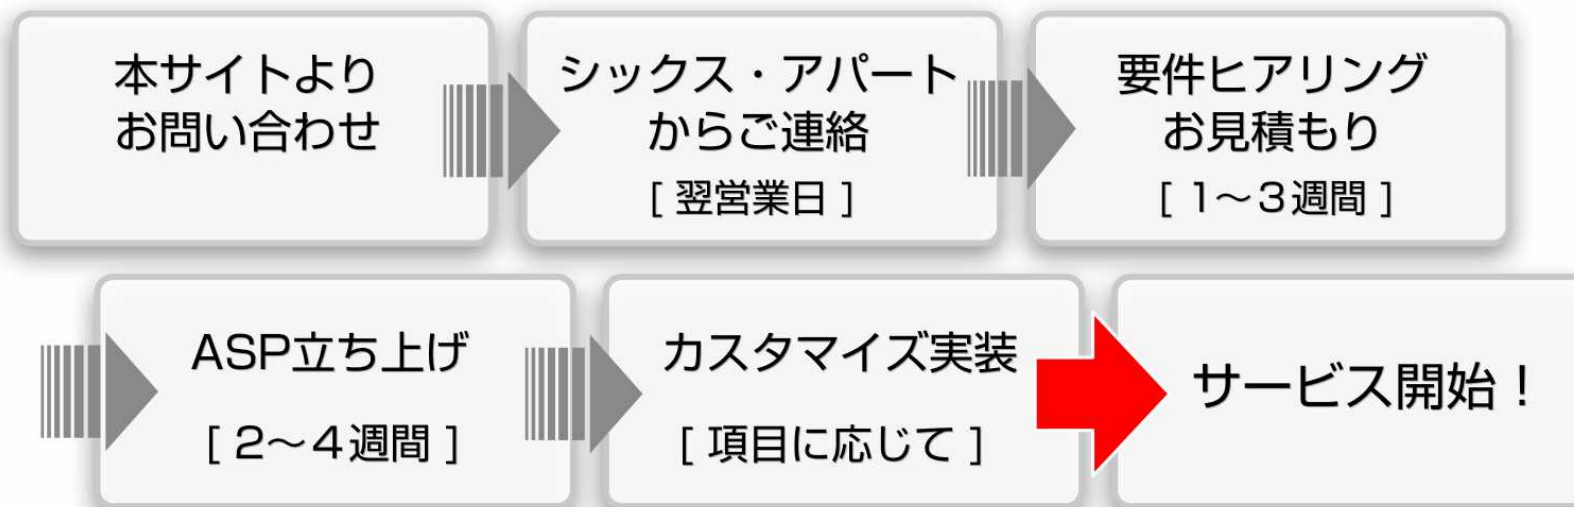 本サイトより
お問い合わせ
シックス・アパート
からご連絡
[ 翌営業日 ]
要件ヒアリング
お見積もり
[ 1～3週間 ]
ASP立ち上げ
[ 2～4週間 ]
カスタマイズ実装
[ 項目に応じて ]
サービス開始！